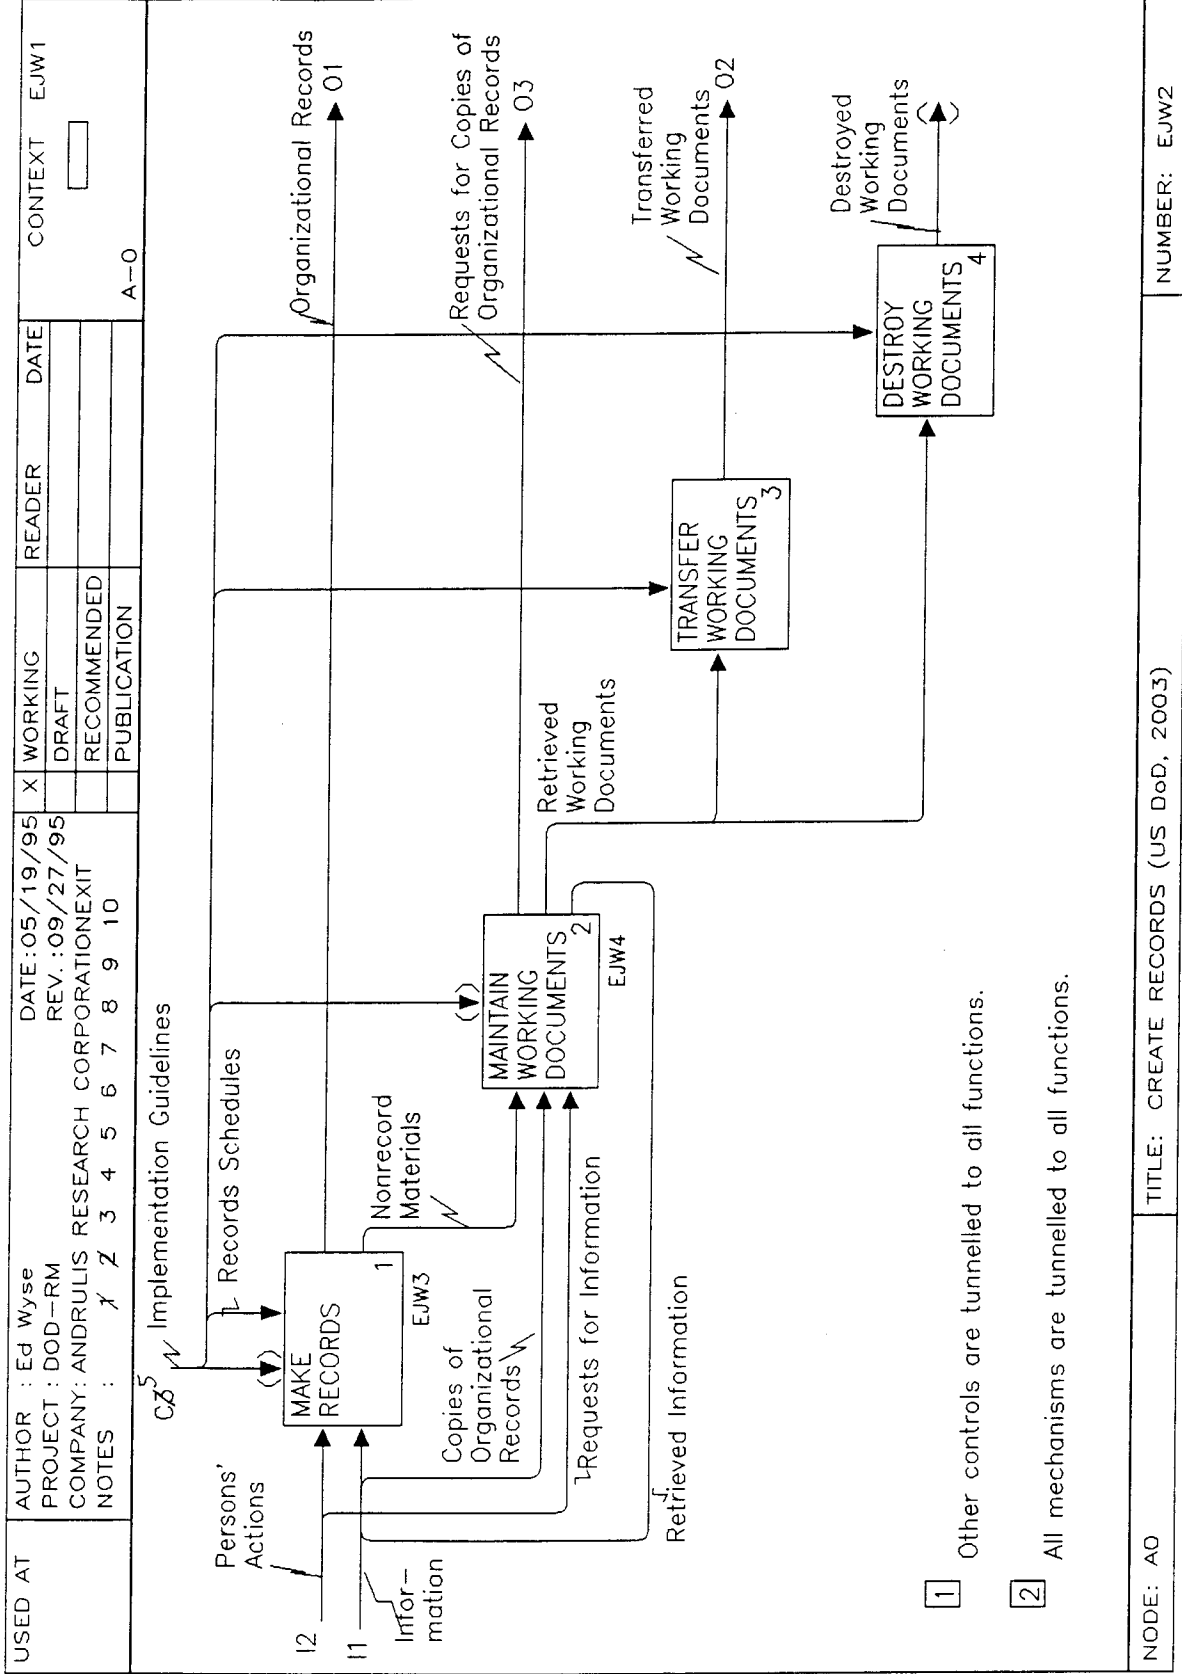 USED AT
AUTHOR : Ed Wyse
DATE:05/19/95
X WORKING
READER
DATE
CONTEXT EJW1
PROJECT : DOD-RM
REV.:09/27/95
DRAFT
COMPANY: ANDRULIS RESEARCH CORPORATIONEXIT
RECOMMENDED
NOTES : 1 2 3 4 5 6 7 8 9 10
PUBLICATION
A-0
C3 5
Implementation Guidelines
Records Schedules
Persons'
Actions
I2
I1
Infor-
mation
MAKE
RECORDS
1
EJW3
Organizational Records
O1
Nonrecord
Materials
Copies of
Organizational
Records
Requests for Information
Retrieved Information
MAINTAIN
WORKING
DOCUMENTS
2
EJW4
Requests for Copies of
Organizational Records
O3
Retrieved
Working
Documents
TRANSFER
WORKING
DOCUMENTS
3
Transferred
Working
Documents
O2
DESTROY
WORKING
DOCUMENTS
4
Destroyed
Working
Documents
1 Other controls are tunnelled to all functions.
2 All mechanisms are tunnelled to all functions.
NODE: A0
TITLE: CREATE RECORDS (US DoD, 2003)
NUMBER: EJW2